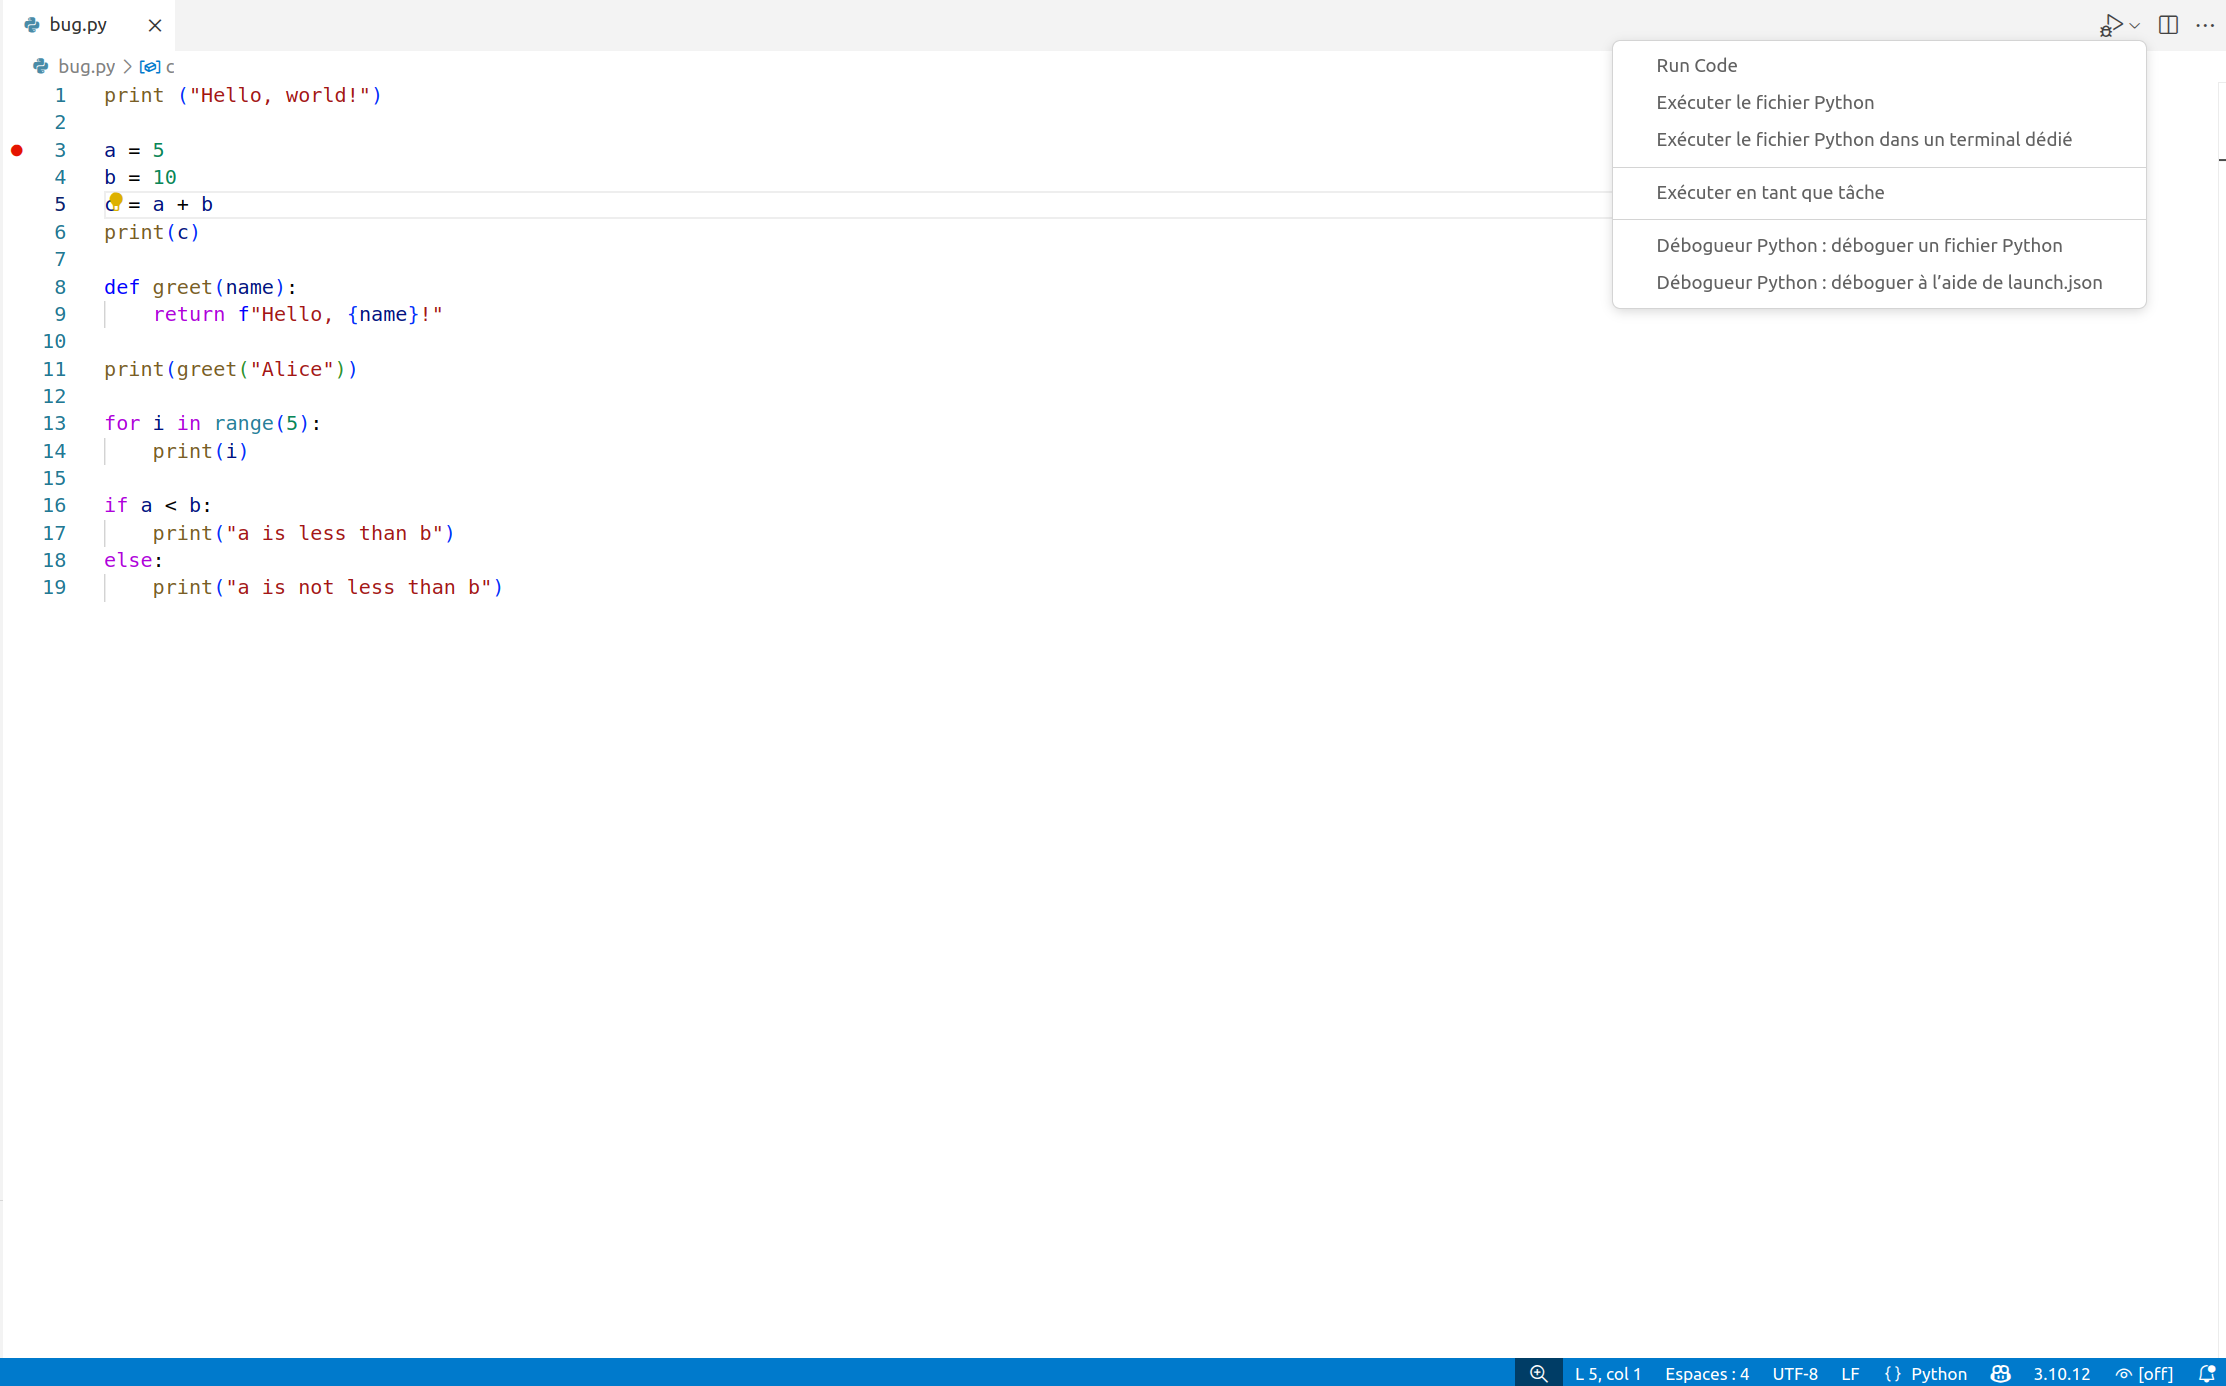 bug.py
bug.py > c
1 print ("Hello, world!")
2
3 a = 5
4 b = 10
5 c = a + b
6 print(c)
7
8 def greet(name):
9     return f"Hello, {name}!"
10
11 print(greet("Alice"))
12
13 for i in range(5):
14     print(i)
15
16 if a < b:
17     print("a is less than b")
18 else:
19     print("a is not less than b")
Run Code
Exécuter le fichier Python
Exécuter le fichier Python dans un terminal dédié
Exécuter en tant que tâche
Débogueur Python : déboguer un fichier Python
Débogueur Python : déboguer à l’aide de launch.json
L 5, col 1 Espaces : 4 UTF-8 LF {} Python 3.10.12 [off]